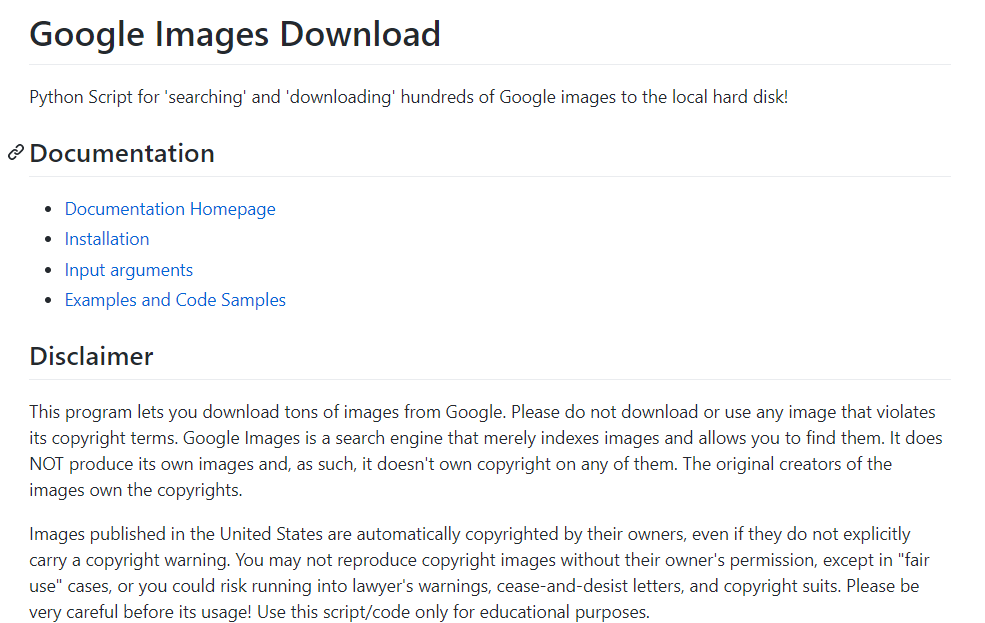 Google Images Download
Python Script for 'searching' and 'downloading' hundreds of Google images to the local hard disk!
Documentation
Documentation Homepage
Installation
Input arguments
Examples and Code Samples
Disclaimer
This program lets you download tons of images from Google. Please do not download or use any image that violates
its copyright terms. Google Images is a search engine that merely indexes images and allows you to find them. It does
NOT produce its own images and, as such, it doesn't own copyright on any of them. The original creators of the
images own the copyrights.
Images published in the United States are automatically copyrighted by their owners, even if they do not explicitly
carry a copyright warning. You may not reproduce copyright images without their owner's permission, except in "fair
use" cases, or you could risk running into lawyer's warnings, cease-and-desist letters, and copyright suits. Please be
very careful before its usage! Use this script/code only for educational purposes.